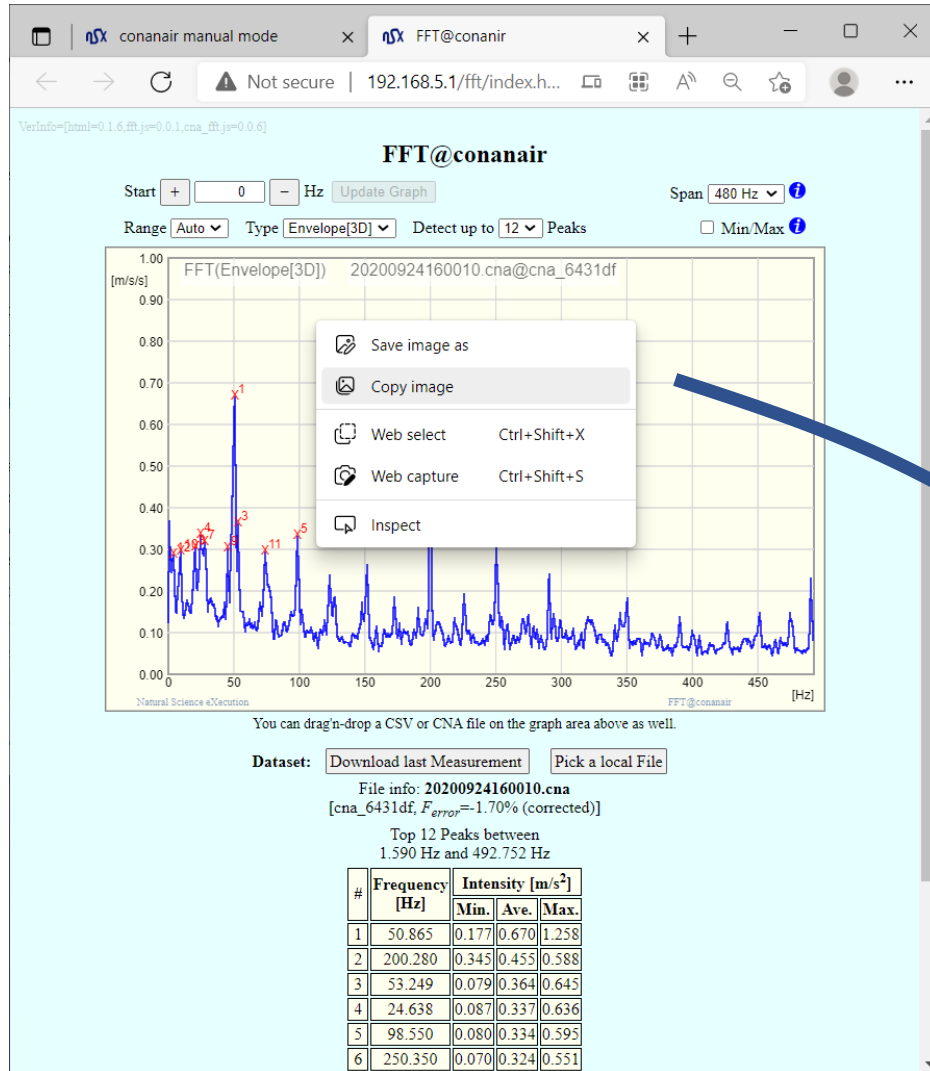 conanair manual mode
FFT@conanir
Not secure | 192.168.5.1/fft/index.h...
VerInfo=[html=0.1.6,fft.js=0.0.1,cna_fft.js=0.0.6]
FFT@conanair
Start + 0 − Hz Update Graph Span 480 Hz
Range Auto Type Envelope[3D] Detect up to 12 Peaks Min/Max
1.00 FFT(Envelope[3D]) 20200924160010.cna@cna_6431df
[m/s/s]
0.90
0.80
0.70
0.60
0.50
0.40
0.30
0.20
0.10
0.00
1
3
4
7
11
5
Save image as
Copy image
Web select Ctrl+Shift+X
Web capture Ctrl+Shift+S
Inspect
0 50 100 150 200 250 300 350 400 450 [Hz]
Natural Science eXecution FFT@conanair
You can drag'n-drop a CSV or CNA file on the graph area above as well.
Dataset: Download last Measurement Pick a local File
File info: 20200924160010.cna
[cna_6431df, Ferror=-1.70% (corrected)]
Top 12 Peaks between
1.590 Hz and 492.752 Hz
# Frequency [Hz] Intensity [m/s²]
Min. Ave. Max.
1 50.865 0.177 0.670 1.258
2 200.280 0.345 0.455 0.588
3 53.249 0.079 0.364 0.645
4 24.638 0.087 0.337 0.636
5 98.550 0.080 0.334 0.595
6 250.350 0.070 0.324 0.551